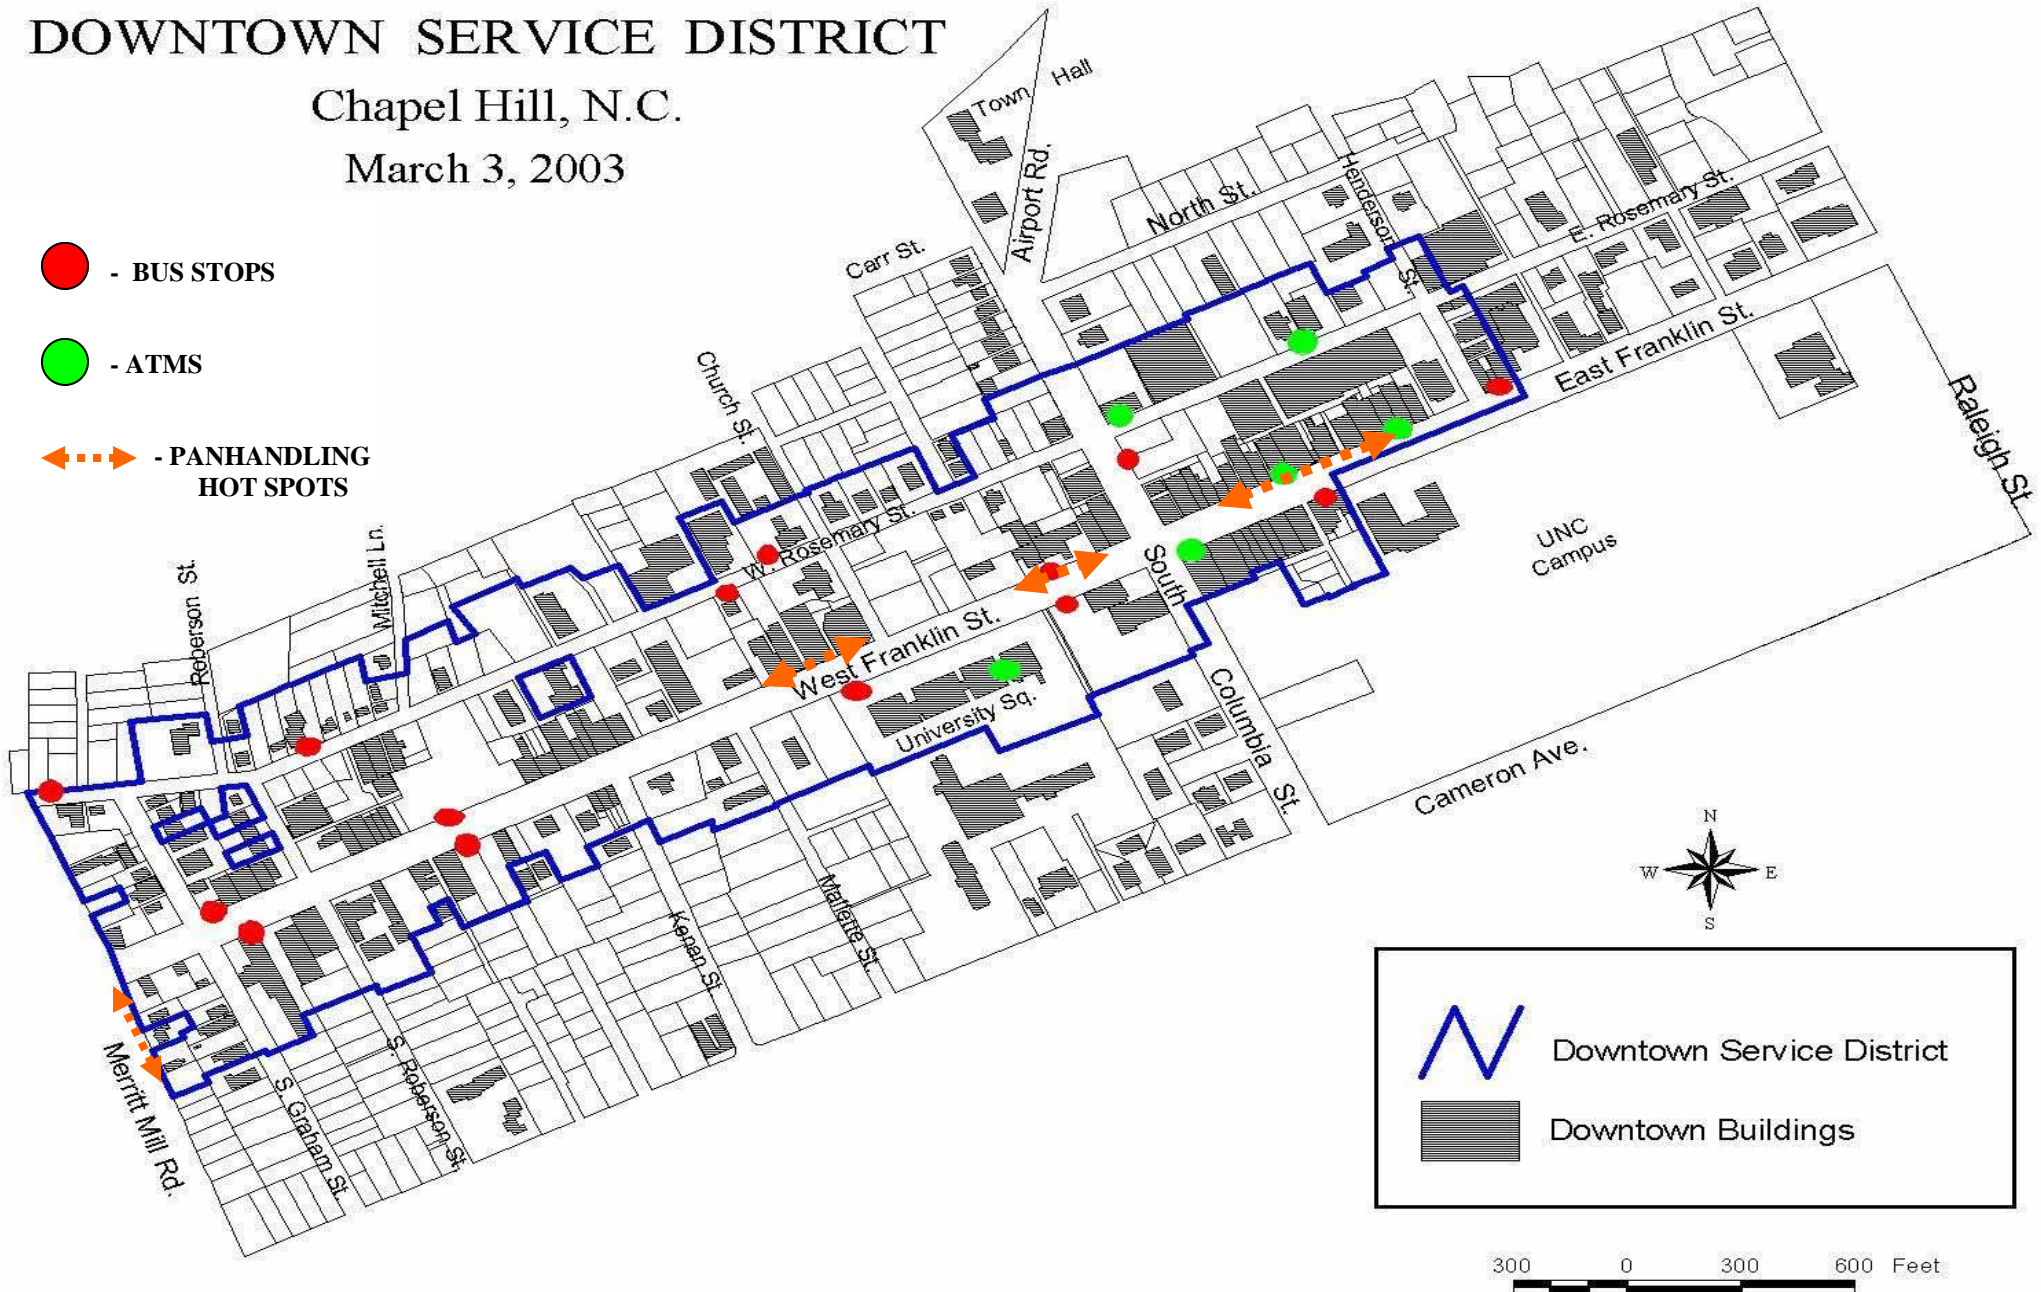 DOWNTOWN SERVICE DISTRICT
Chapel Hill, N.C.
March 3, 2003
- BUS STOPS
- ATMS
- PANHANDLING
HOT SPOTS
Town Hall
Airport Rd.
North St.
Henderson St.
E. Rosemary St.
Carr St.
Church St.
East Franklin St.
Raleigh St.
W. Rosemary St.
Mitchell Ln.
Roberson St.
UNC
Campus
South Columbia St.
West Franklin St.
University Sq.
Cameron Ave.
Mallette St.
Kenan St.
S. Roberson St.
S. Graham St.
Merritt Mill Rd.
N
W
E
S
Downtown Service District
Downtown Buildings
300 0 300 600 Feet